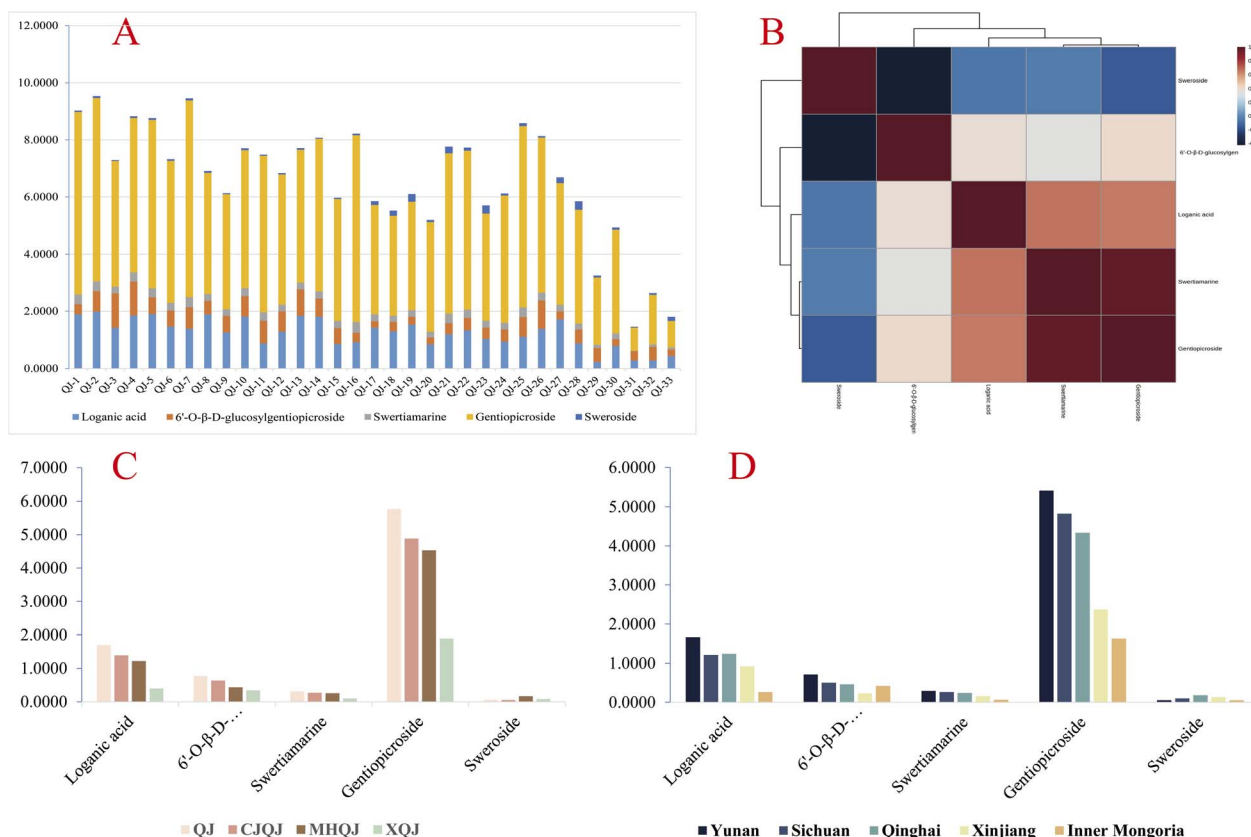 A
12.0000
10.0000
8.0000
6.0000
4.0000
2.0000
0.0000
QJ-1
QJ-2
QJ-3
QJ-4
QJ-5
QJ-6
QJ-7
QJ-8
QJ-9
QJ-10
QJ-11
QJ-12
QJ-13
QJ-14
QJ-15
QJ-16
QJ-17
QJ-18
QJ-19
QJ-20
QJ-21
QJ-22
QJ-23
QJ-24
QJ-25
QJ-26
QJ-27
QJ-28
QJ-29
QJ-30
QJ-31
QJ-32
QJ-33
Loganic acid 6'-O-β-D-glucosylgentiopicroside Swertiamarine Gentiopicroside Sweroside
B
Sweroside
6'-O-β-D-glucosylgen
Loganic acid
Swertiamarine
Gentiopicroside
Sweroside
6'-O-β-D-glucosylgen
Loganic acid
Swertiamarine
Gentiopicroside
C
7.0000
6.0000
5.0000
4.0000
3.0000
2.0000
1.0000
0.0000
Loganic acid
6'-O-β-D-…
Swertiamarine
Gentiopicroside
Sweroside
QJ CJQJ MHQJ XQJ
D
6.0000
5.0000
4.0000
3.0000
2.0000
1.0000
0.0000
Loganic acid
6'-O-β-D-…
Swertiamarine
Gentiopicroside
Sweroside
Yunan Sichuan Qinghai Xinjiang Inner Mongoria